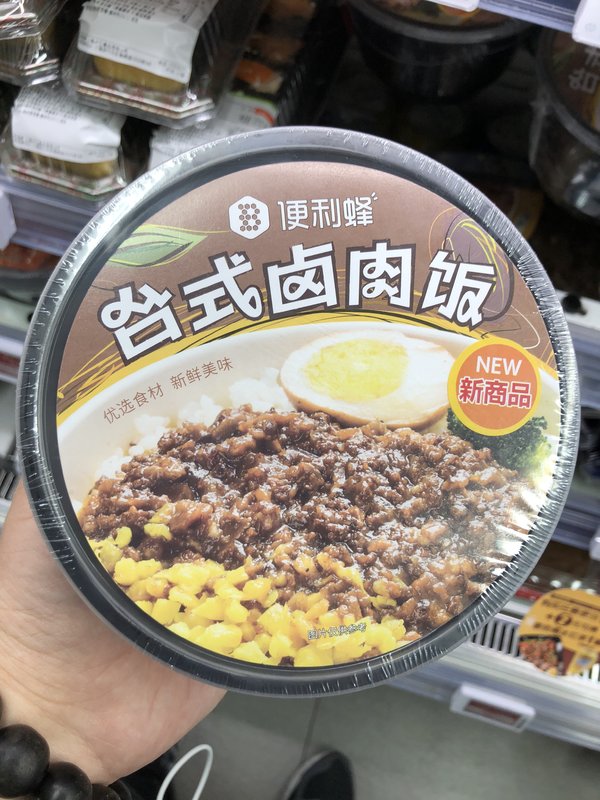 便利蜂
台式卤肉饭
优选食材 新鲜美味
NEW
新商品
图片仅供参考